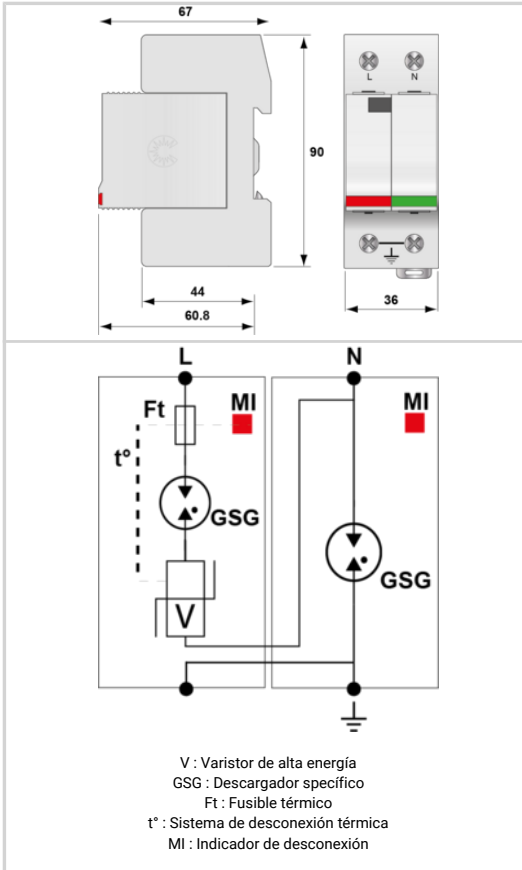 67
L N
90
44
60.8
36
L N
Ft MI MI
t°
GSG
GSG
V
V : Varistor de alta energía
GSG : Descargador specífico
Ft : Fusible térmico
t° : Sistema de desconexión térmica
MI : Indicador de desconexión